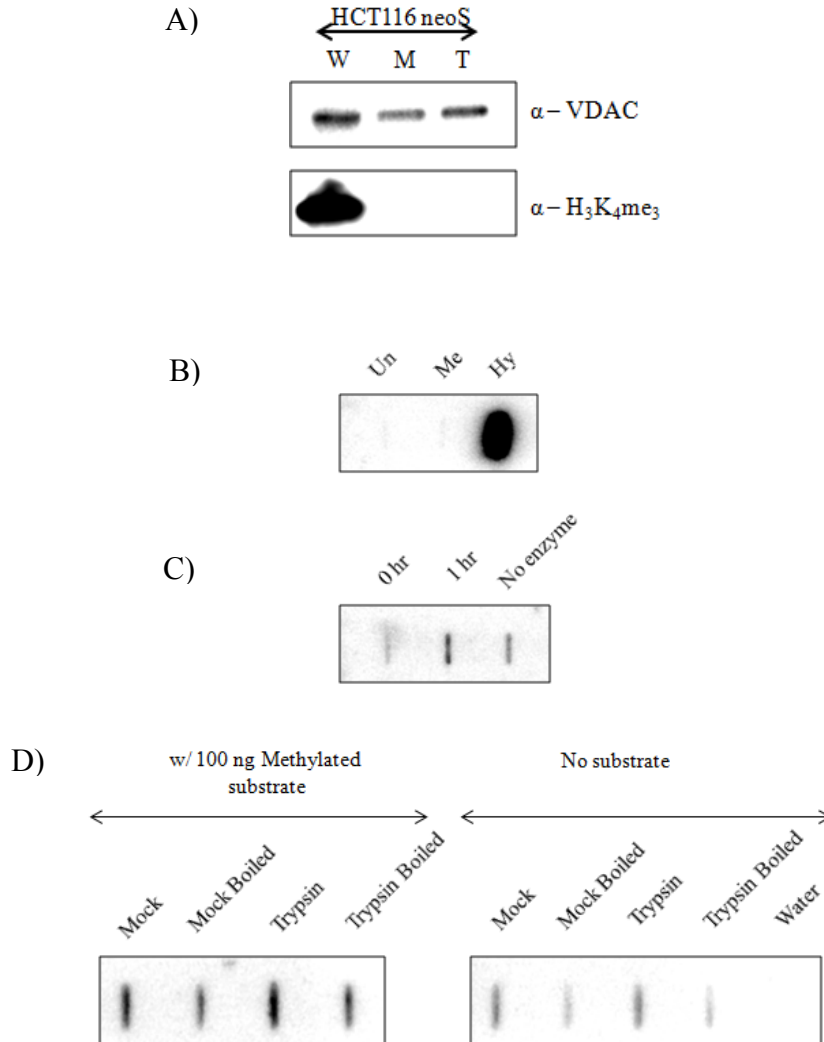 A)
HCT116 neoS
W M T
α – VDAC
α – H₃K₄me₃
B)
Un Me Hy
C)
0 hr 1 hr No enzyme
D)
w/ 100 ng Methylated
substrate
No substrate
Mock Mock Boiled Trypsin Trypsin Boiled
Mock Mock Boiled Trypsin Trypsin Boiled Water